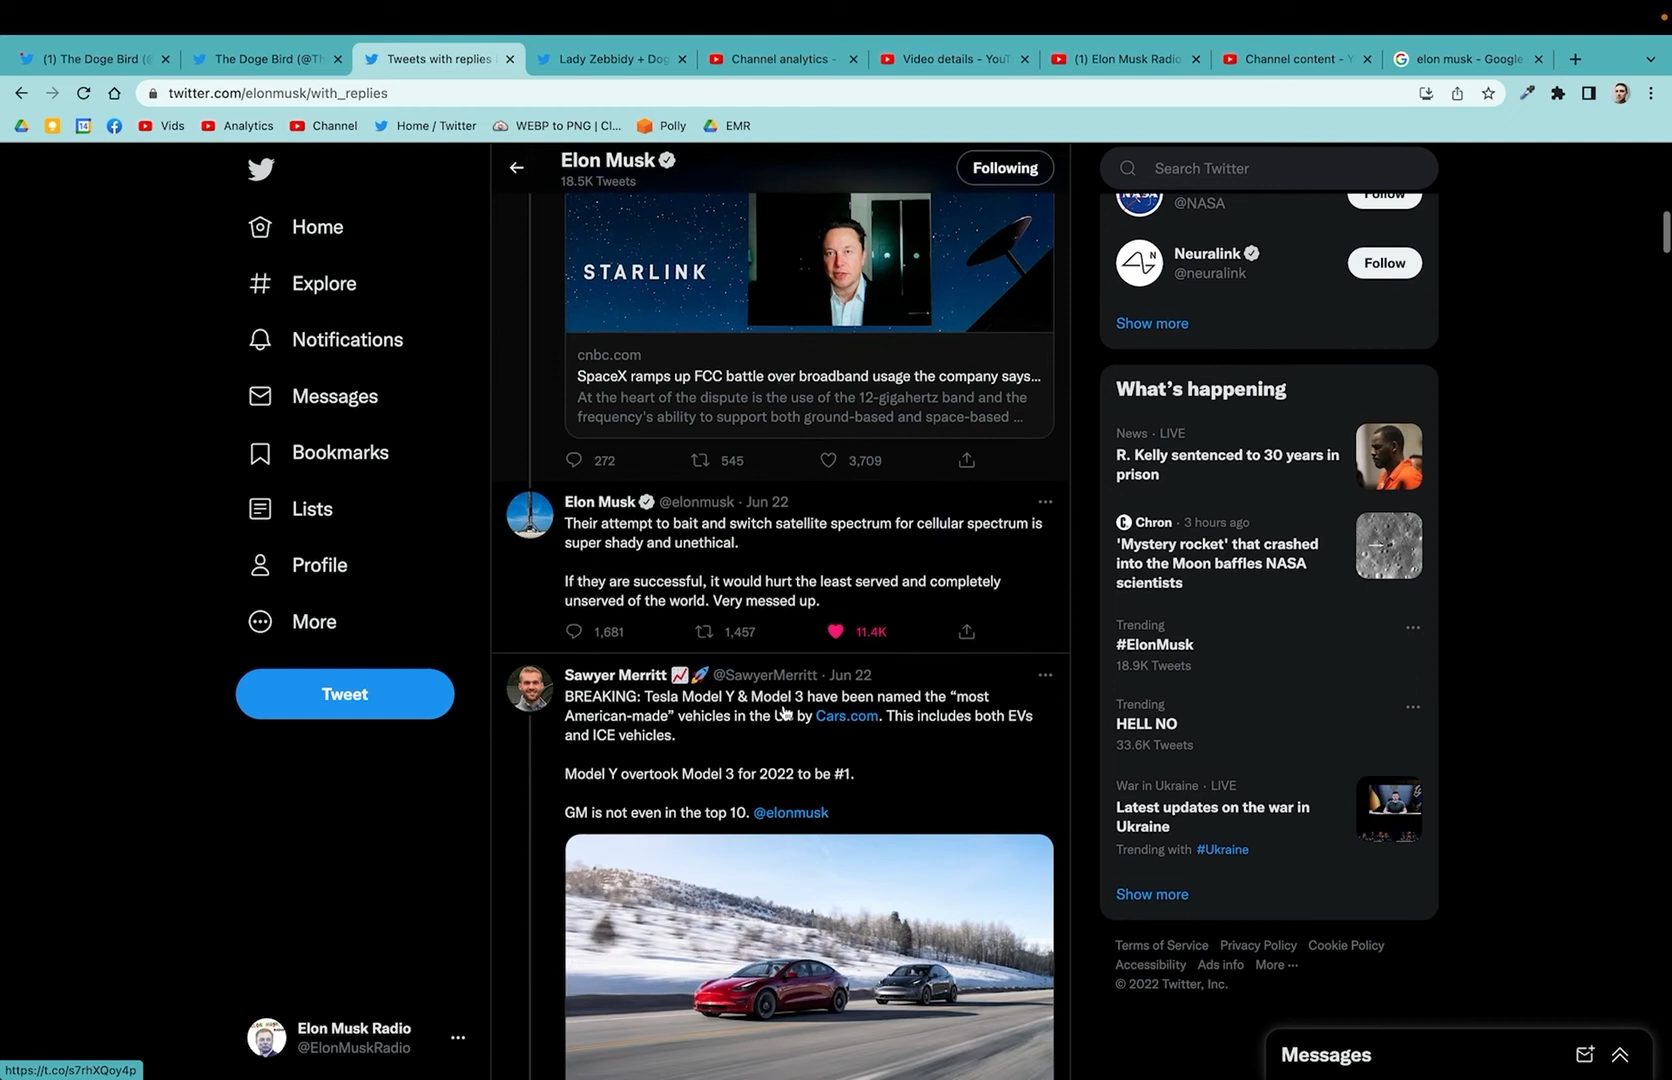 (1) The Doge Bird (@
The Doge Bird (@Th
Tweets with replies
Lady Zebbidy + Dog
Channel analytics -
Video details - YouT
(1) Elon Musk Radio
Channel content - Y
elon musk - Google
twitter.com/elonmusk/with_replies
Vids
Analytics
Channel
Home / Twitter
WEBP to PNG | Cl...
Polly
EMR
Home
Explore
Notifications
Messages
Bookmarks
Lists
Profile
More
Tweet
Elon Musk Radio
@ElonMuskRadio
https://t.co/s7rhXQoy4p
Elon Musk
18.5K Tweets
Following
STARLINK
cnbc.com
SpaceX ramps up FCC battle over broadband usage the company says...
At the heart of the dispute is the use of the 12-gigahertz band and the
frequency's ability to support both ground-based and space-based ...
272 545 3,709
Elon Musk @elonmusk · Jun 22
Their attempt to bait and switch satellite spectrum for cellular spectrum is
super shady and unethical.
If they are successful, it would hurt the least served and completely
unserved of the world. Very messed up.
1,681 1,457 11.4K
Sawyer Merritt 📈🚀 @SawyerMerritt · Jun 22
BREAKING: Tesla Model Y & Model 3 have been named the “most
American-made” vehicles in the by Cars.com. This includes both EVs
and ICE vehicles.
Model Y overtook Model 3 for 2022 to be #1.
GM is not even in the top 10. @elonmusk
Search Twitter
@NASA
Follow
Neuralink
@neuralink
Follow
Show more
What's happening
News · LIVE
R. Kelly sentenced to 30 years in
prison
Chron · 3 hours ago
'Mystery rocket' that crashed
into the Moon baffles NASA
scientists
Trending
#ElonMusk
18.9K Tweets
Trending
HELL NO
33.6K Tweets
War in Ukraine · LIVE
Latest updates on the war in
Ukraine
Trending with #Ukraine
Show more
Terms of Service Privacy Policy Cookie Policy
Accessibility Ads info More ···
© 2022 Twitter, Inc.
Messages